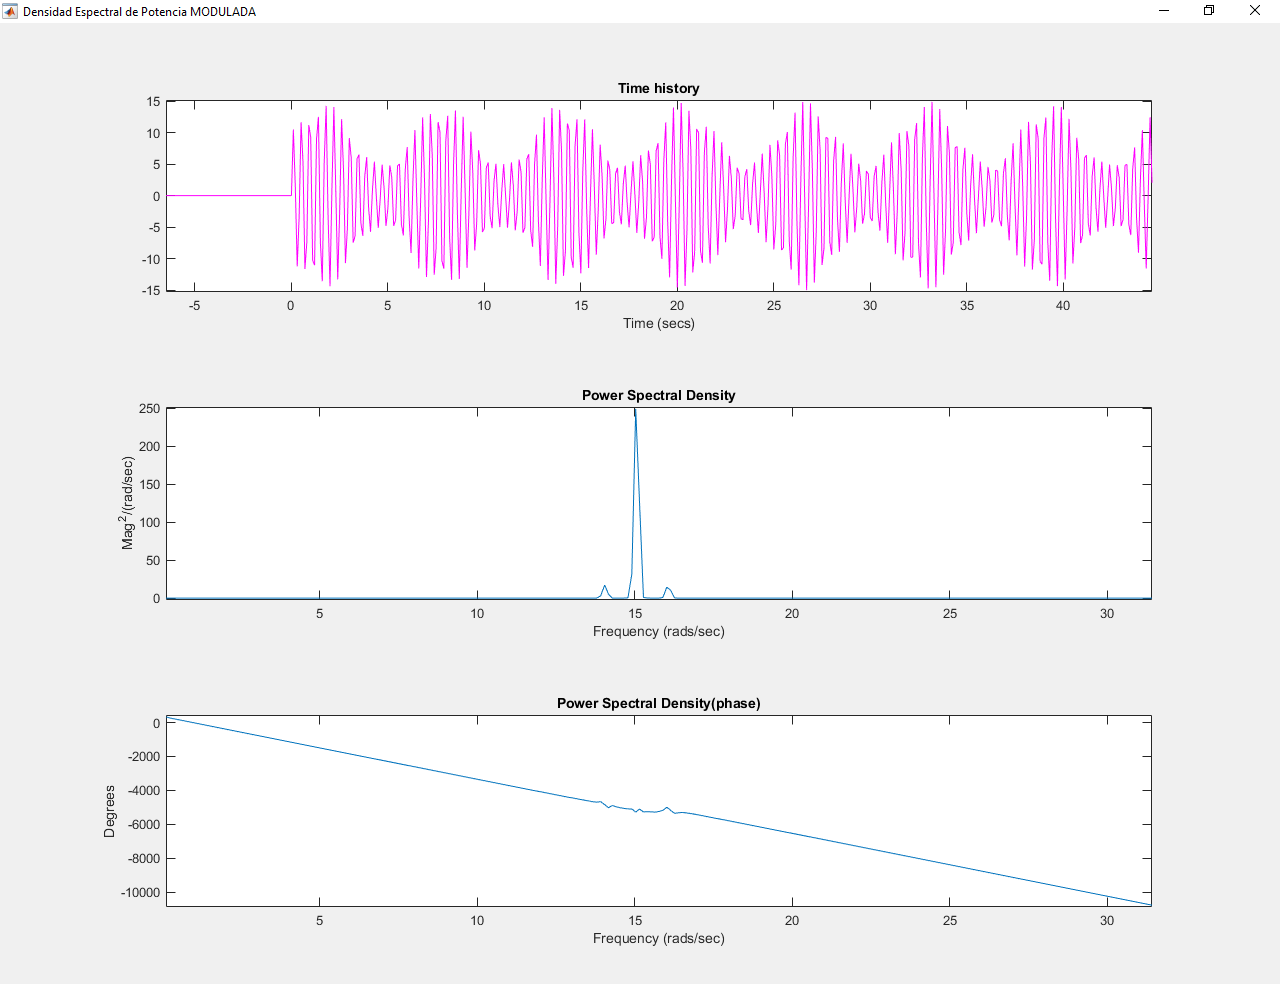 Densidad Espectral de Potencia MODULADA
Time history
15
10
5
0
-5
-10
-15
-5 0 5 10 15 20 25 30 35 40
Time (secs)
Power Spectral Density
Mag²/(rad/sec)
250
200
150
100
50
0
5 10 15 20 25 30
Frequency (rads/sec)
Power Spectral Density(phase)
Degrees
0
-2000
-4000
-6000
-8000
-10000
5 10 15 20 25 30
Frequency (rads/sec)